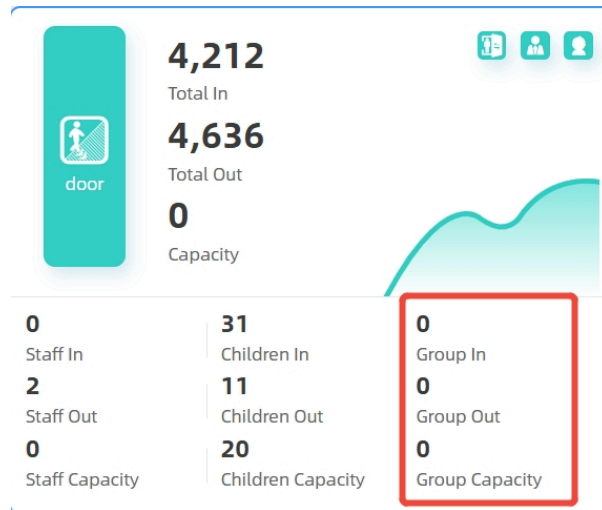 4,212
Total In
4,636
Total Out
door
0
Capacity
0
Staff In
2
Staff Out
0
Staff Capacity
31
Children In
11
Children Out
20
Children Capacity
0
Group In
0
Group Out
0
Group Capacity